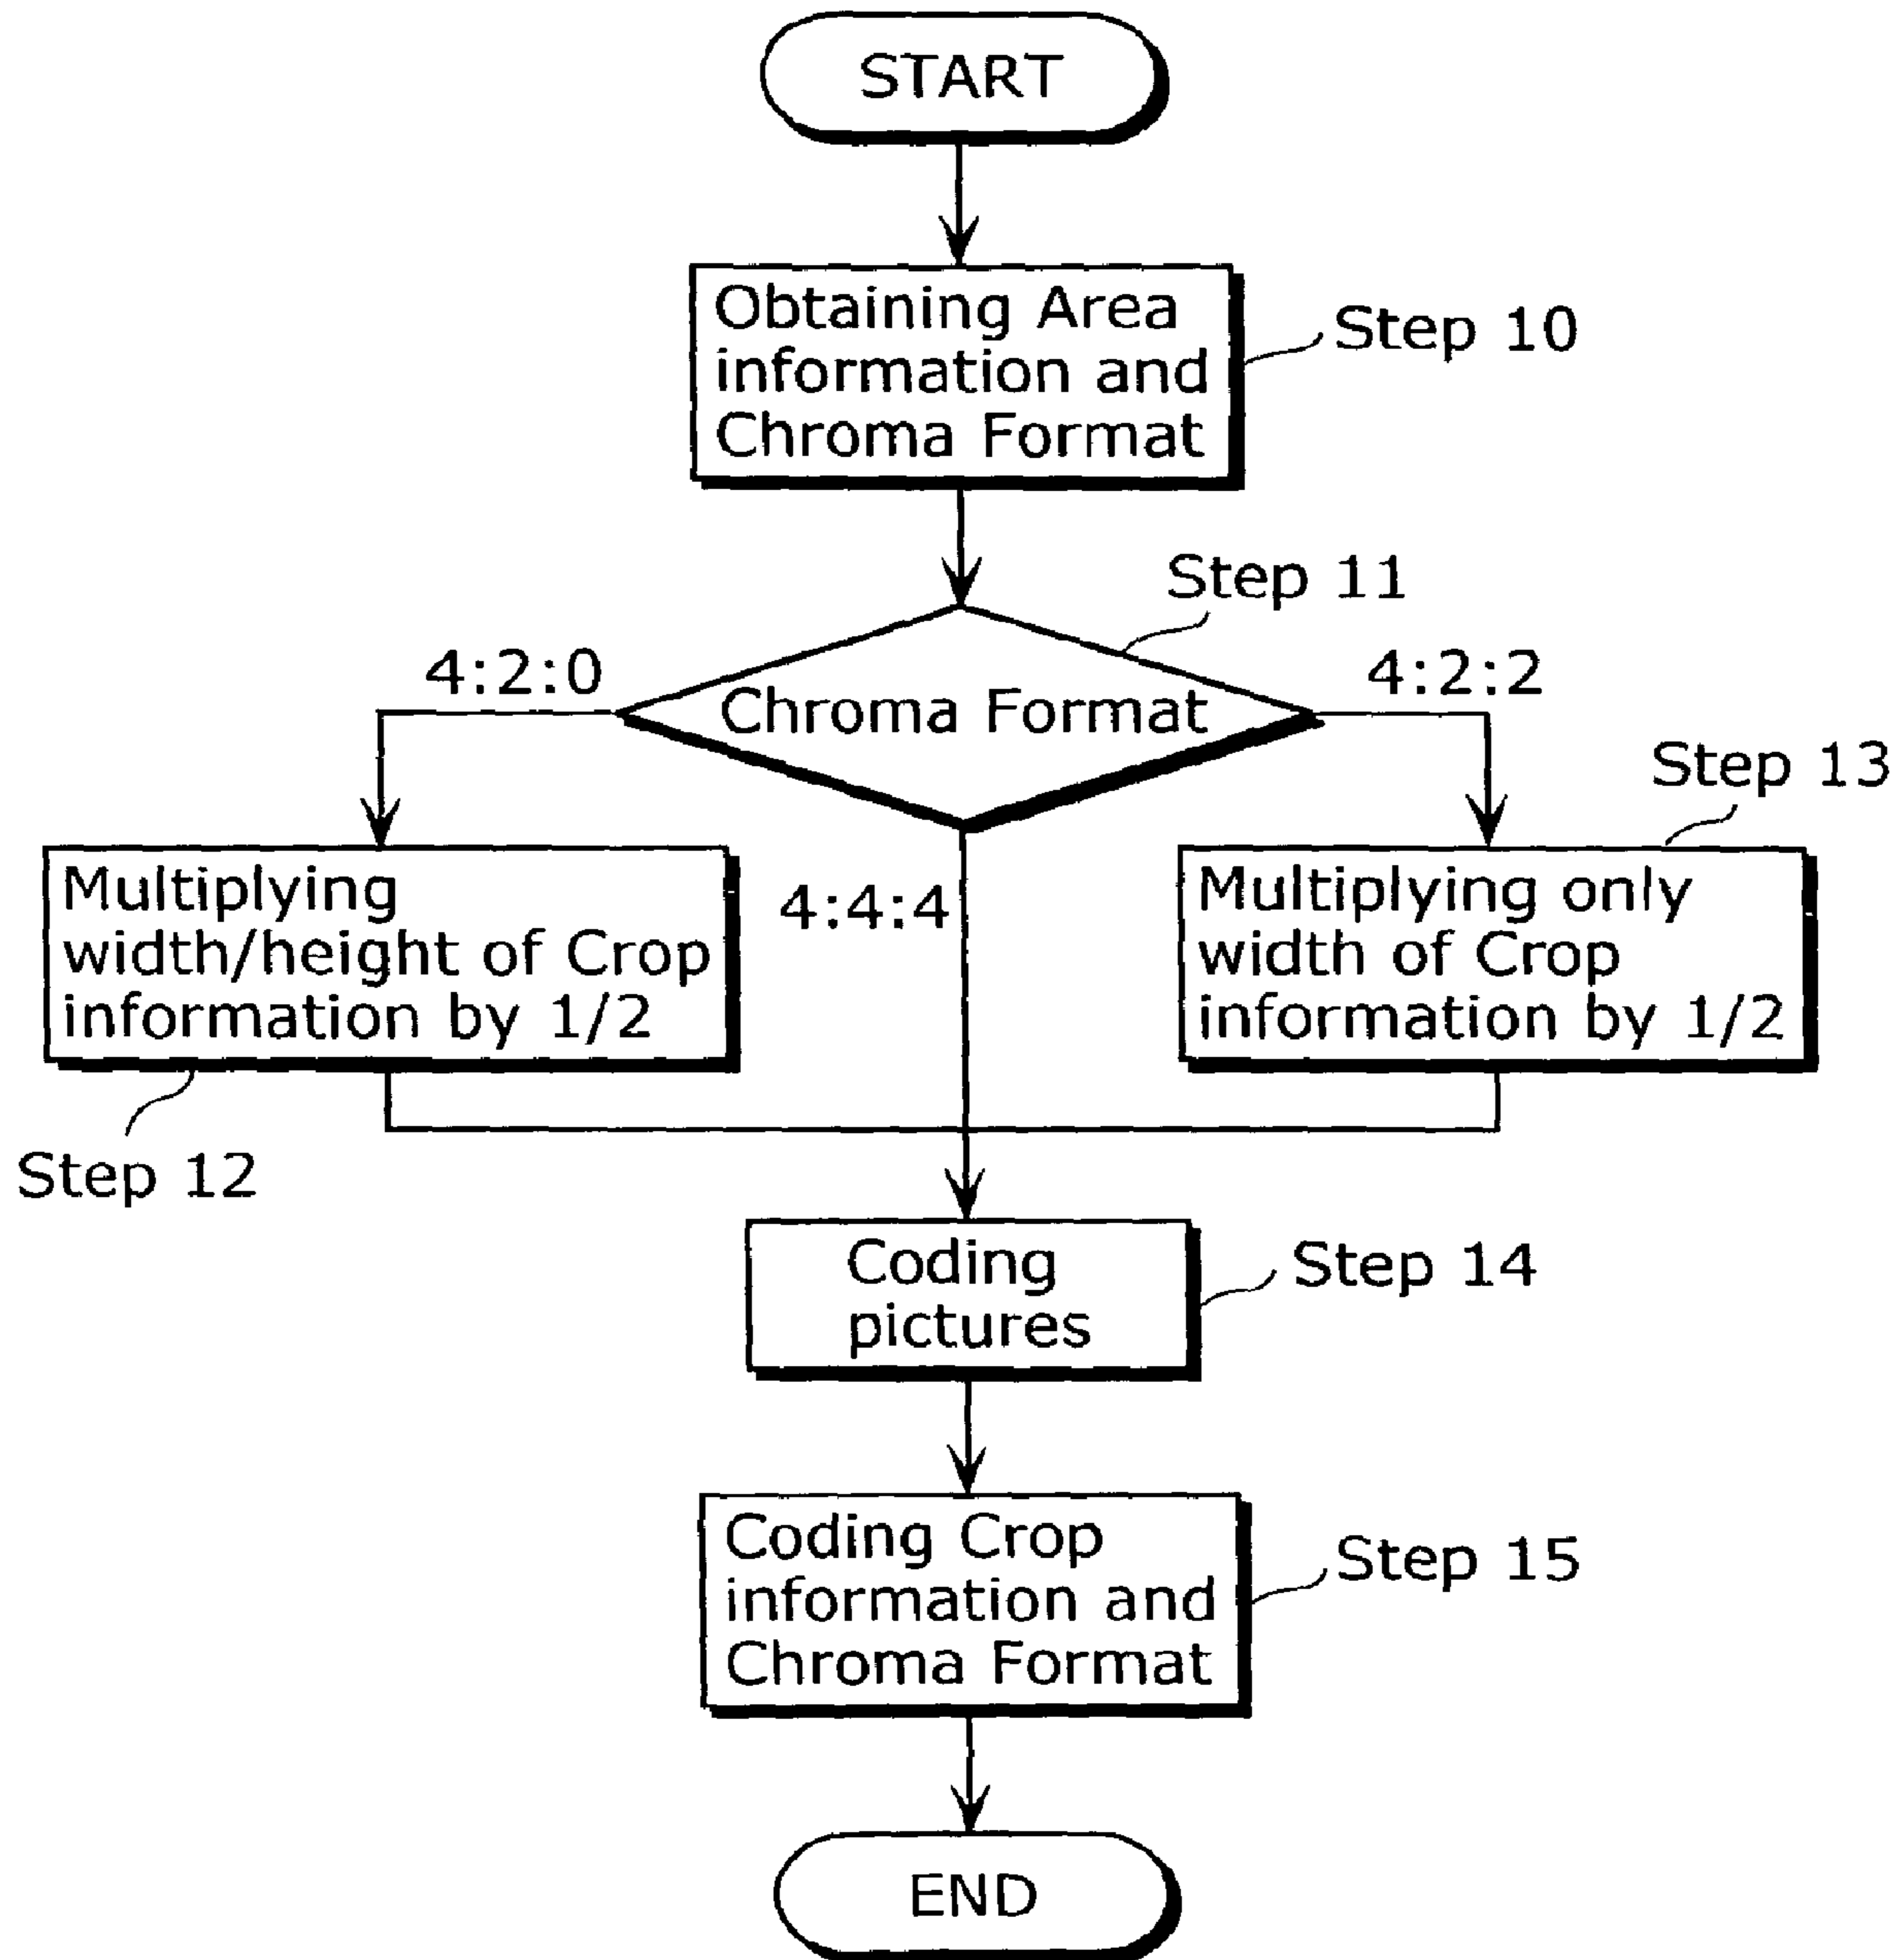 START
Obtaining Area
information and
Chroma Format
Step 10
Step 11
4:2:0
Chroma Format
4:2:2
Step 13
Multiplying
width/height of Crop
information by 1/2
4:4:4
Multiplying only
width of Crop
information by 1/2
Step 12
Coding
pictures
Step 14
Coding Crop
information and
Chroma Format
Step 15
END